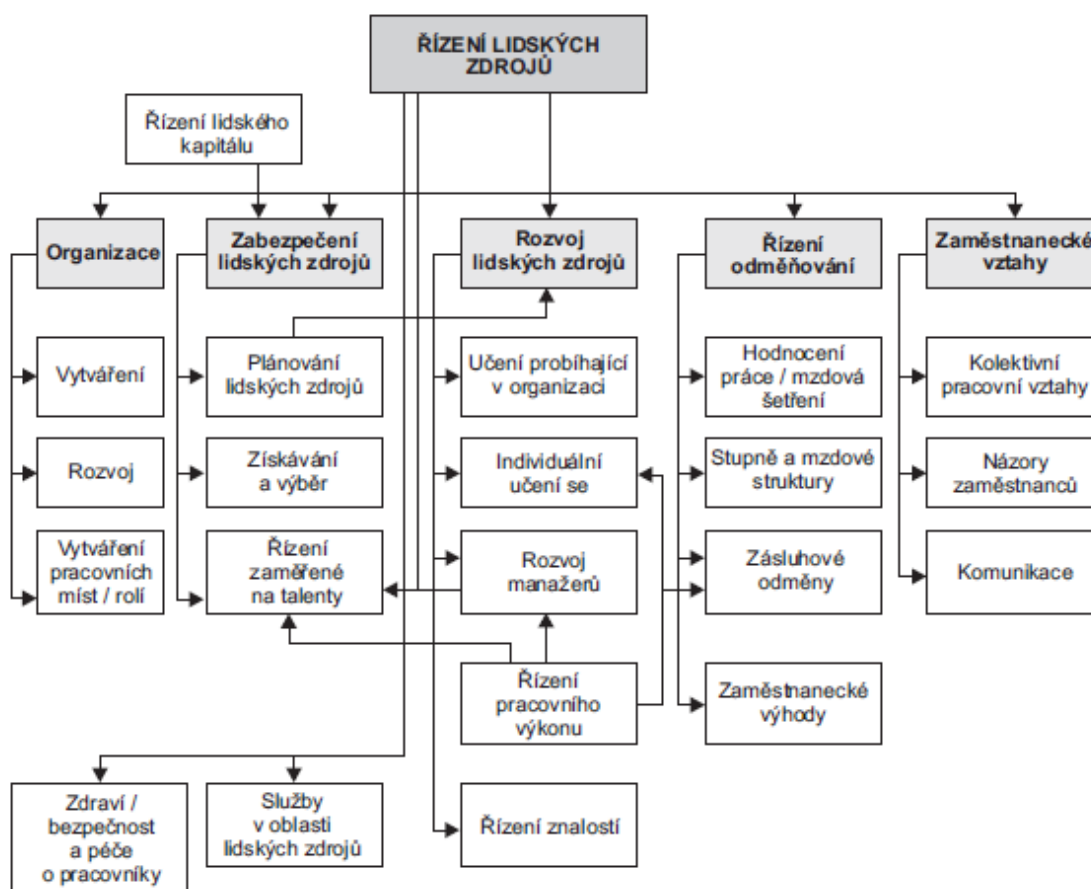 ŘÍZENÍ LIDSKÝCH
ZDROJŮ
Řízení lidského
kapitálu
Organizace
Zabezpečení
lidských zdrojů
Rozvoj
lidských zdrojů
Řízení
odměňování
Zaměstnanecké
vztahy
Vytváření
Plánování
lidských zdrojů
Učení probíhající
v organizaci
Hodnocení
práce / mzdová
šetření
Kolektivní
pracovní vztahy
Rozvoj
Získávání
a výběr
Individuální
učení se
Stupně a mzdové
struktury
Názory
zaměstnanců
Vytváření
pracovních
míst / rolí
Řízení
zaměřené
na talenty
Rozvoj
manažerů
Zásluhové
odměny
Komunikace
Řízení
pracovního
výkonu
Zaměstnanecké
výhody
Zdraví /
bezpečnost
a péče
o pracovníky
Služby
v oblasti
lidských zdrojů
Řízení znalostí